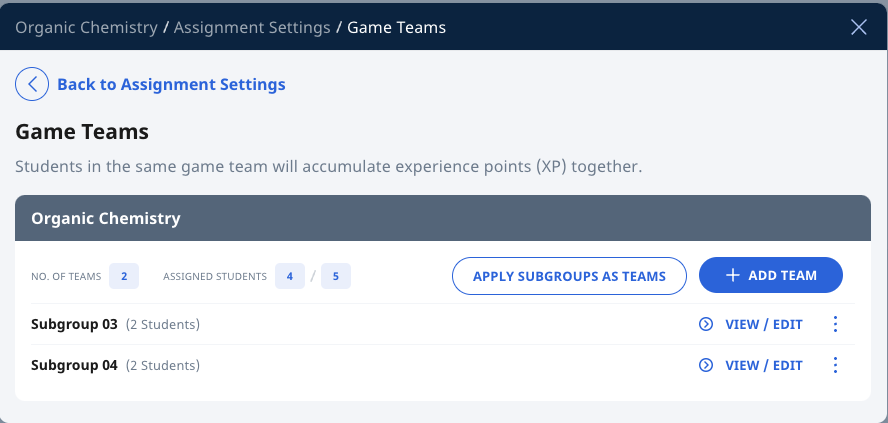 Organic Chemistry / Assignment Settings / Game Teams
Back to Assignment Settings
Game Teams
Students in the same game team will accumulate experience points (XP) together.
Organic Chemistry
NO. OF TEAMS 2 ASSIGNED STUDENTS 4 / 5 APPLY SUBGROUPS AS TEAMS + ADD TEAM
Subgroup 03 (2 Students) VIEW / EDIT
Subgroup 04 (2 Students) VIEW / EDIT